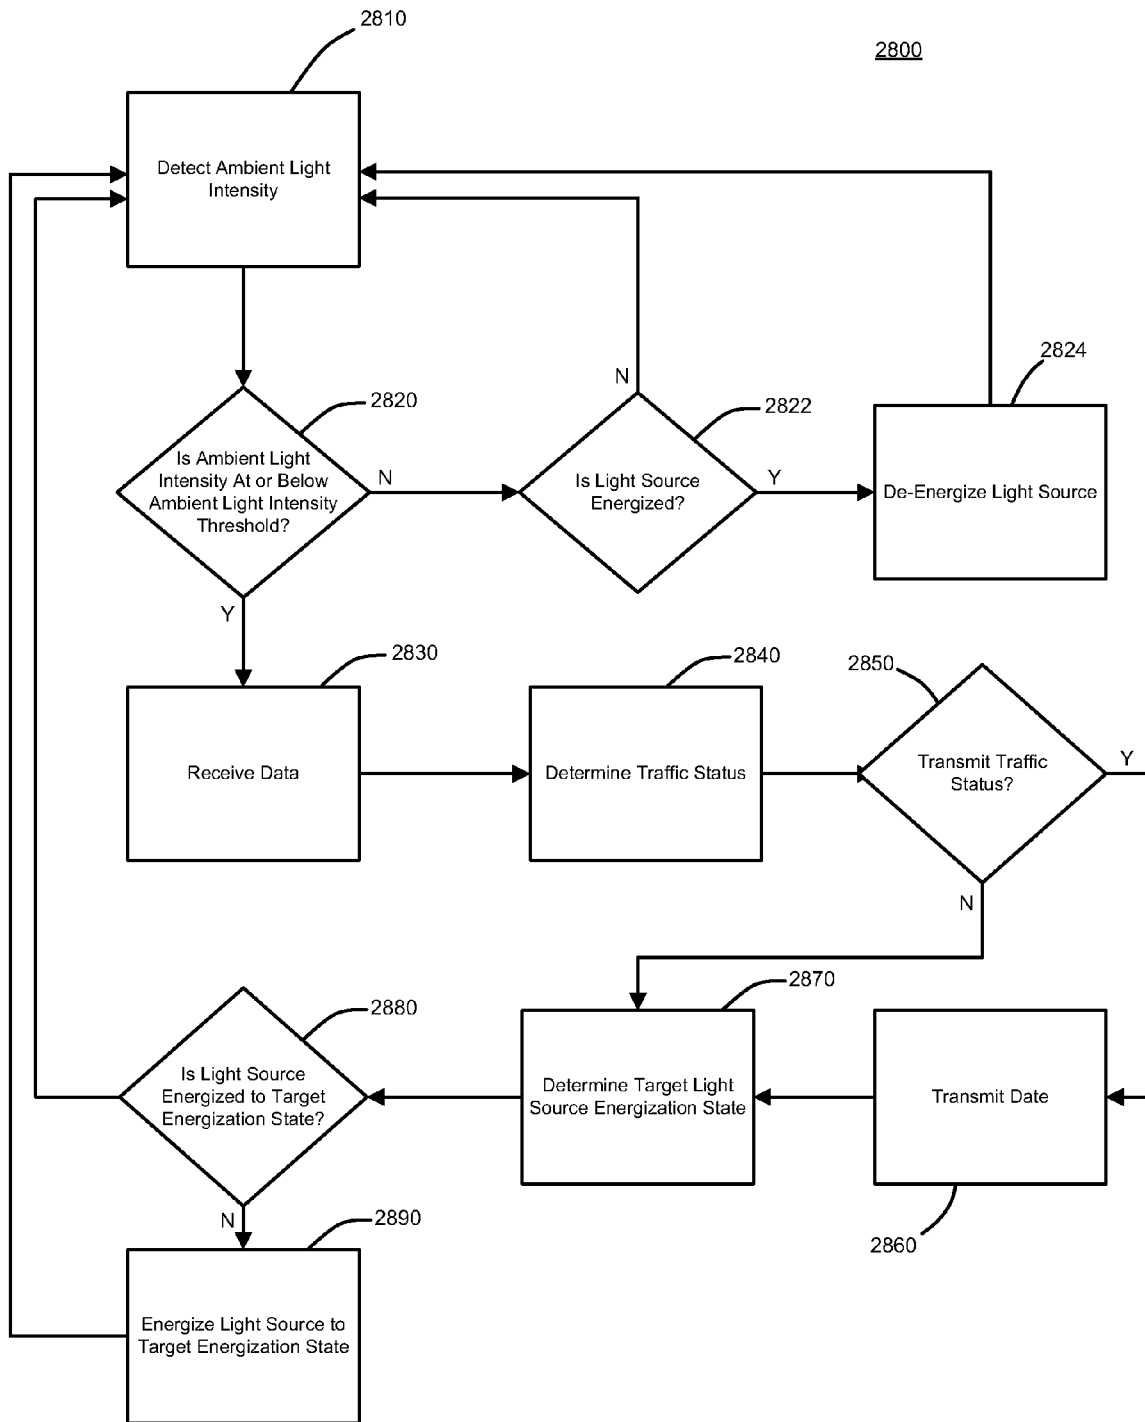 2810
2800
Detect Ambient Light
Intensity
2824
N
2820
2822
Is Ambient Light
Intensity At or Below
Ambient Light Intensity
Threshold?
N
Is Light Source
Energized?
Y
De-Energize Light Source
Y
2830
2840
2850
Receive Data
Determine Traffic Status
Transmit Traffic
Status?
Y
N
2870
2880
Is Light Source
Energized to Target
Energization State?
Determine Target Light
Source Energization State
Transmit Date
N
2890
2860
Energize Light Source to
Target Energization State